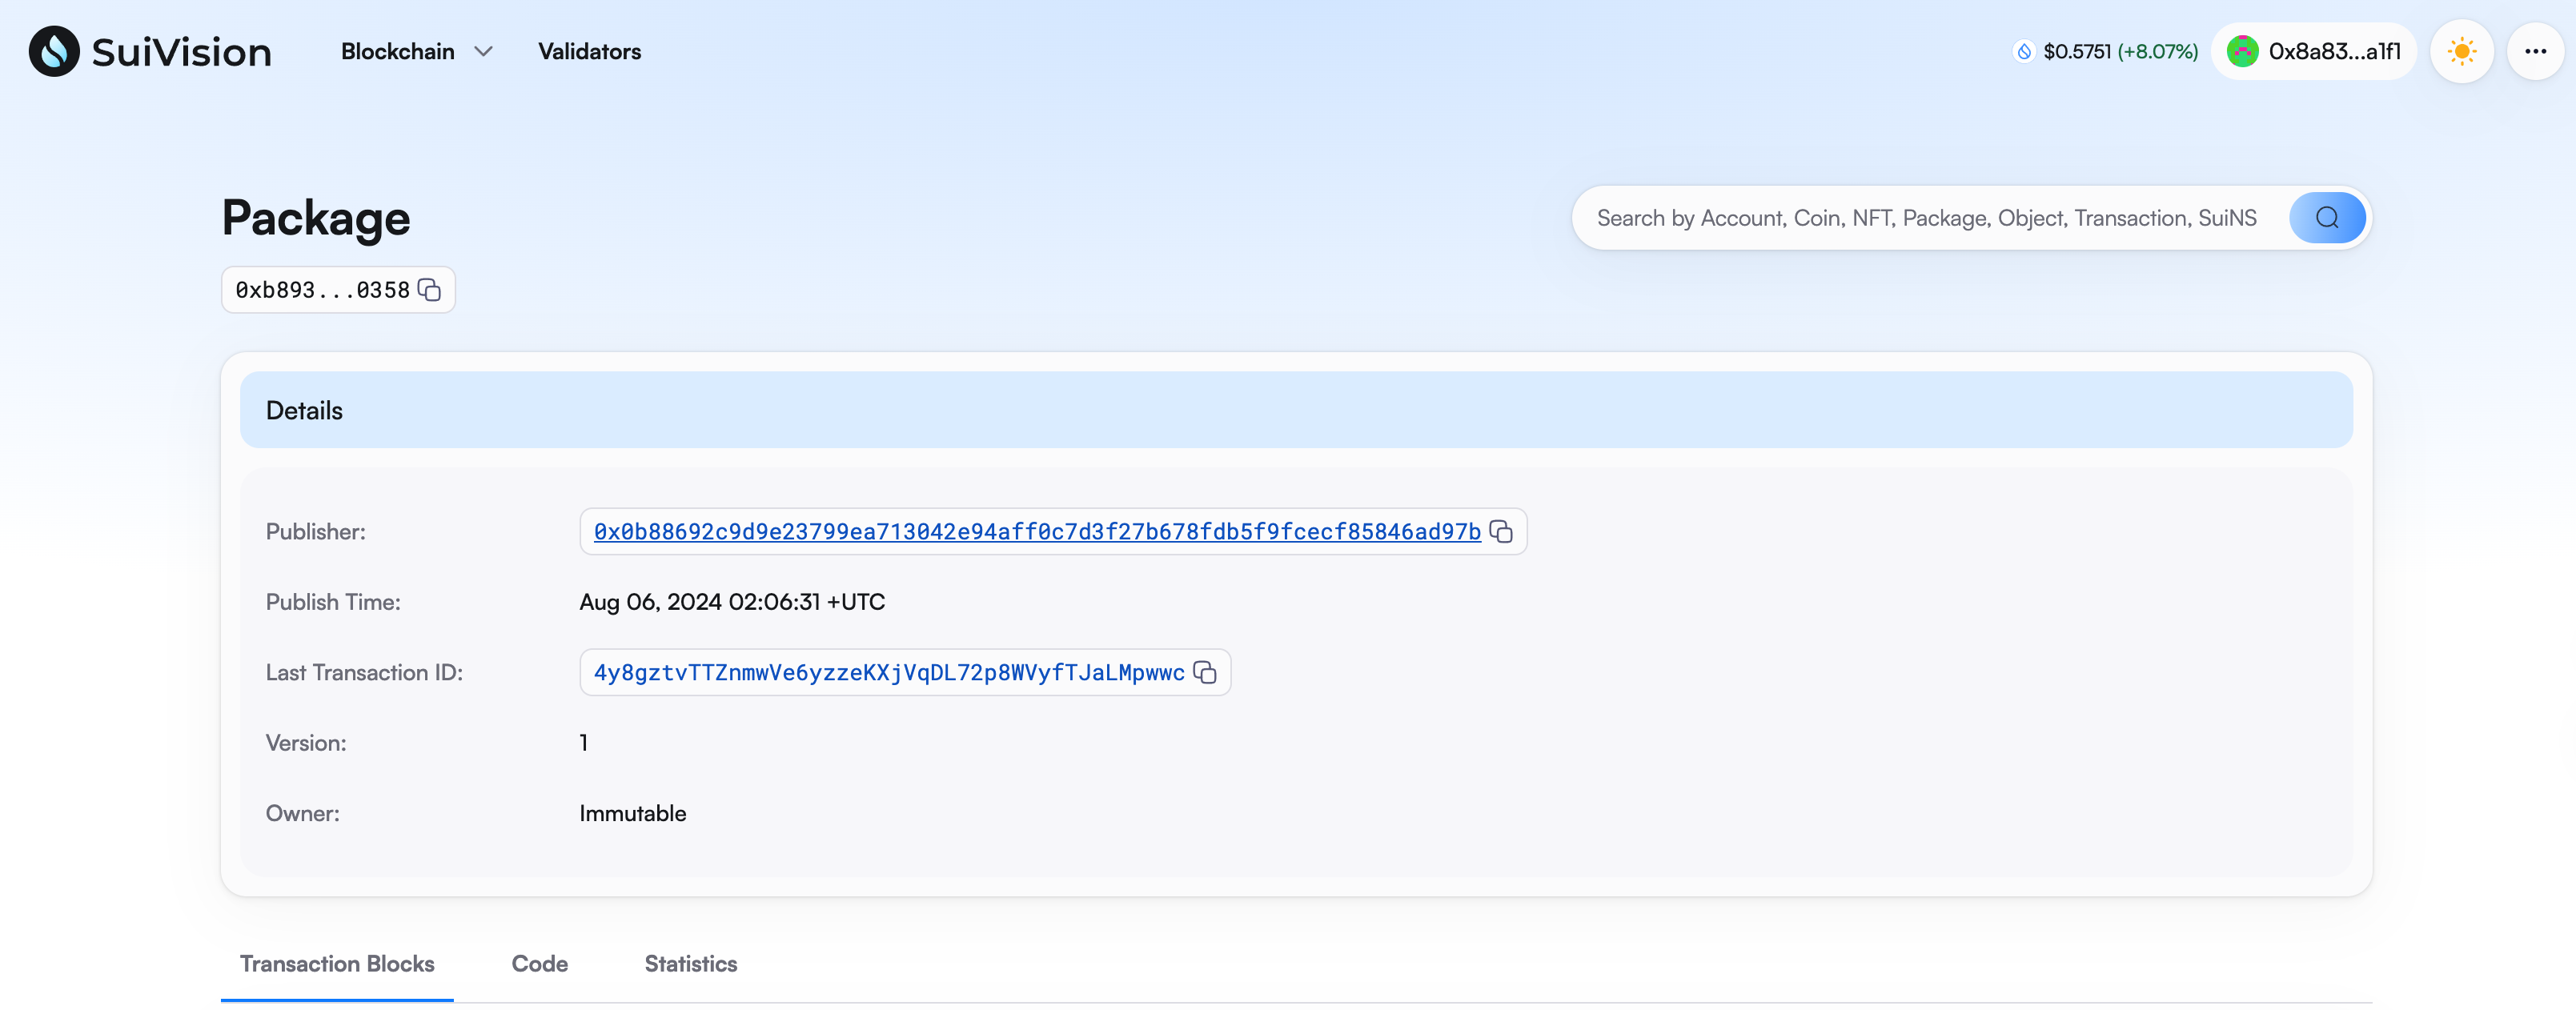 SuiVision Blockchain Validators $0.5751 (+8.07%) 0x8a83...a1f1
Package
Search by Account, Coin, NFT, Package, Object, Transaction, SuiNS
0xb893...0358
Details
Publisher: 0x0b88692c9d9e23799ea713042e94aff0c7d3f27b678fdb5f9fcecf85846ad97b
Publish Time: Aug 06, 2024 02:06:31 +UTC
Last Transaction ID: 4y8gztvTTZnmwVe6yzzeKXjVqDL72p8WVyfTJaLMpwwc
Version: 1
Owner: Immutable
Transaction Blocks Code Statistics